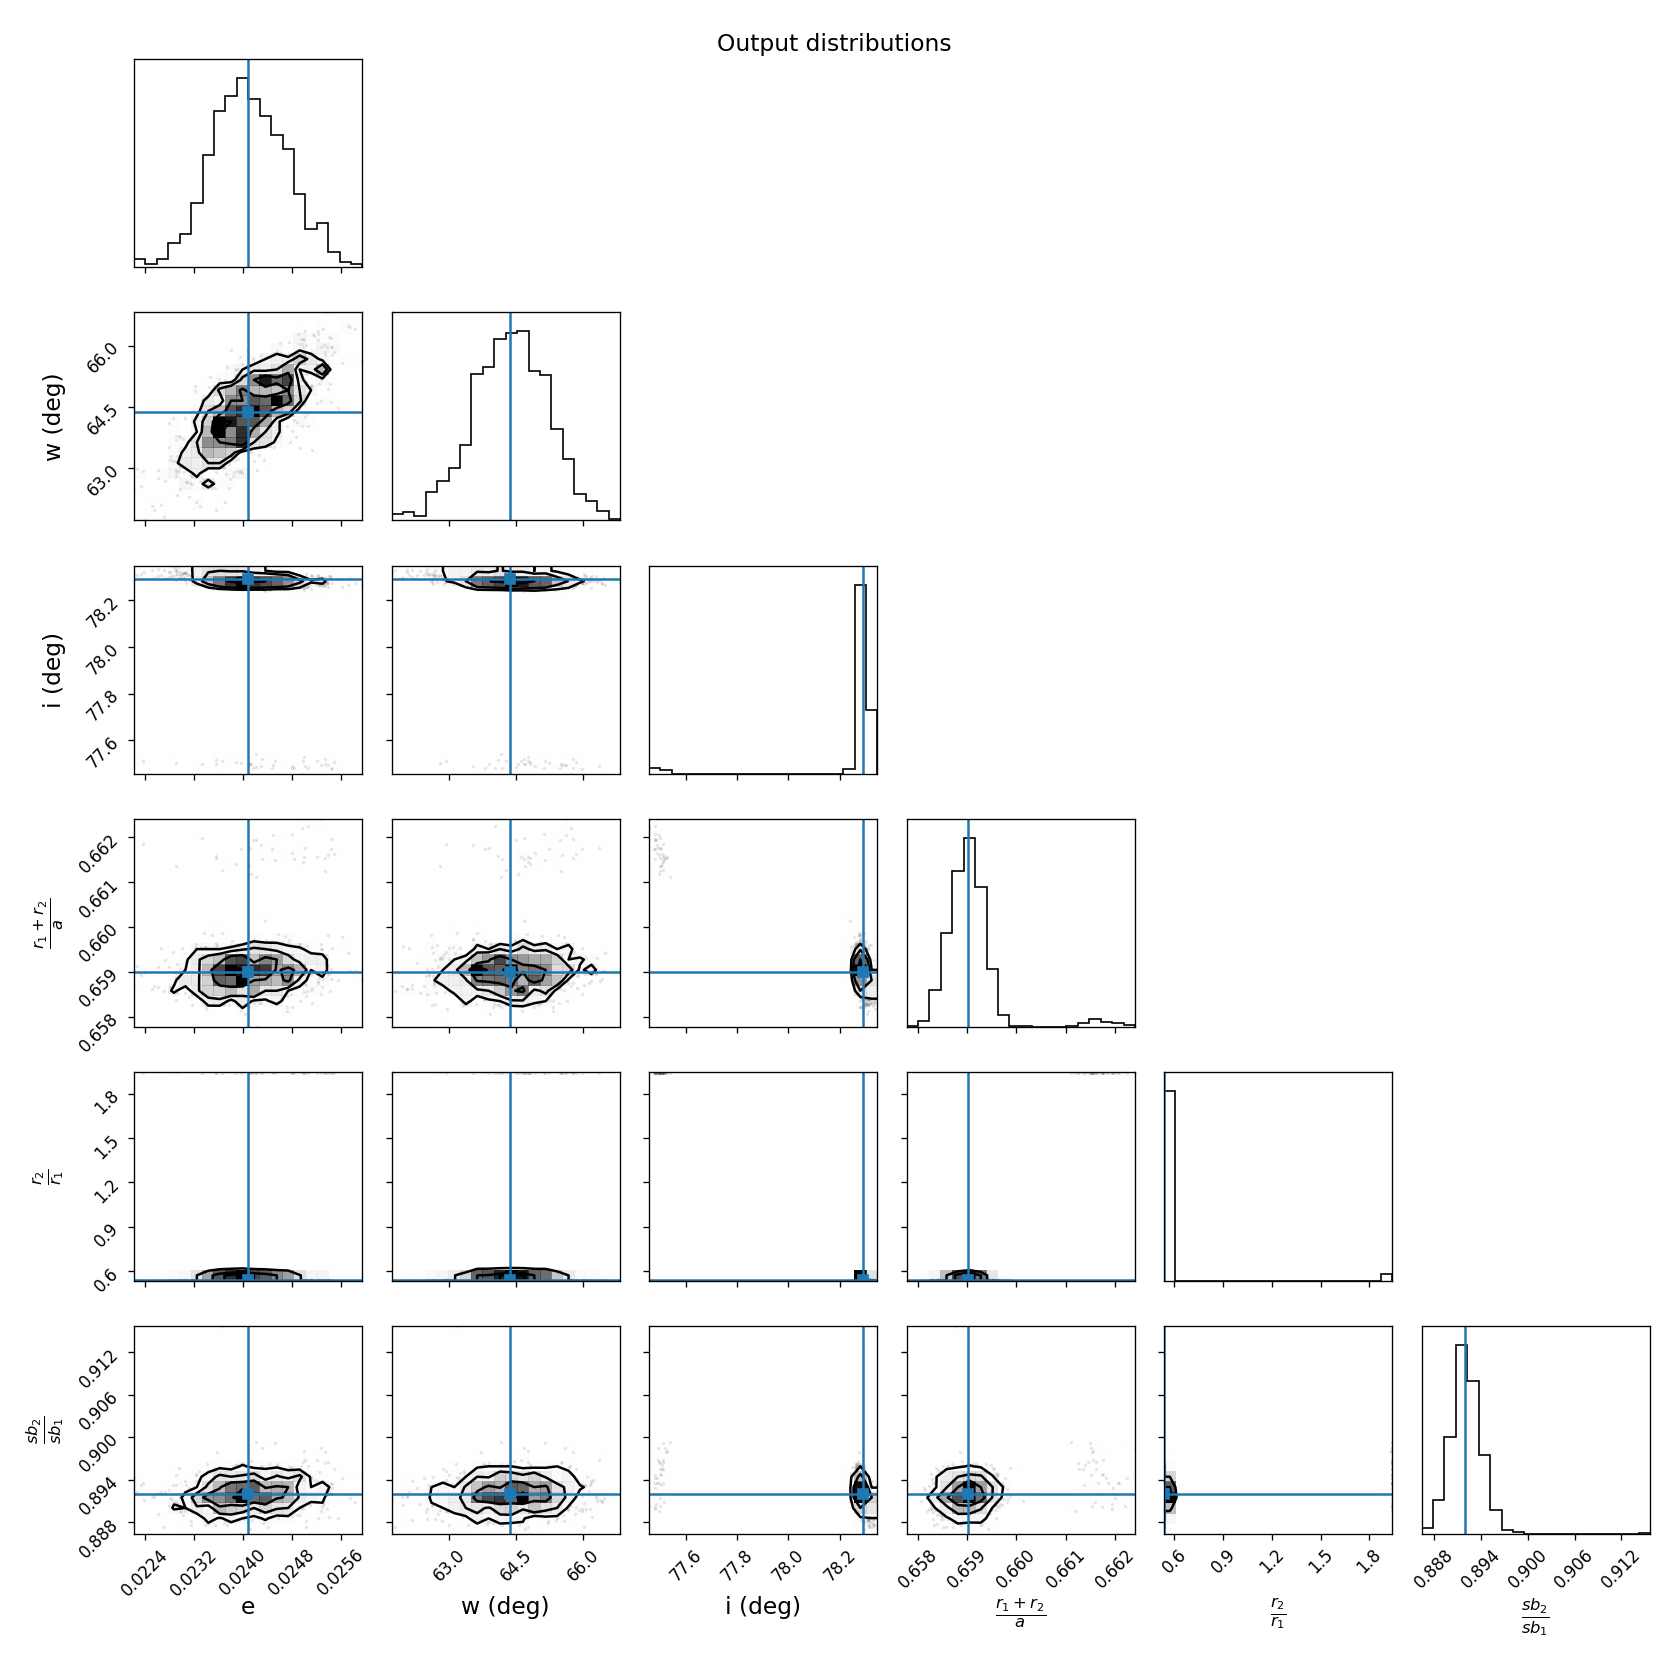 Output distributions
w (deg)
66.0
64.5
63.0
i (deg)
78.2
78.0
77.8
77.6
r₁ + r₂
a
0.662
0.661
0.660
0.659
0.658
r₂
r₁
1.8
1.5
1.2
0.9
0.6
sb₂
sb₁
0.912
0.906
0.900
0.894
0.888
0.0224 0.0232 0.0240 0.0248 0.0256 63.0 64.5 66.0 77.6 77.8 78.0 78.2 0.658 0.659 0.660 0.661 0.662 0.6 0.9 1.2 1.5 1.8 0.888 0.894 0.900 0.906 0.912
e w (deg) i (deg) r₁ + r₂ r₂ sb₂
a r₁ sb₁